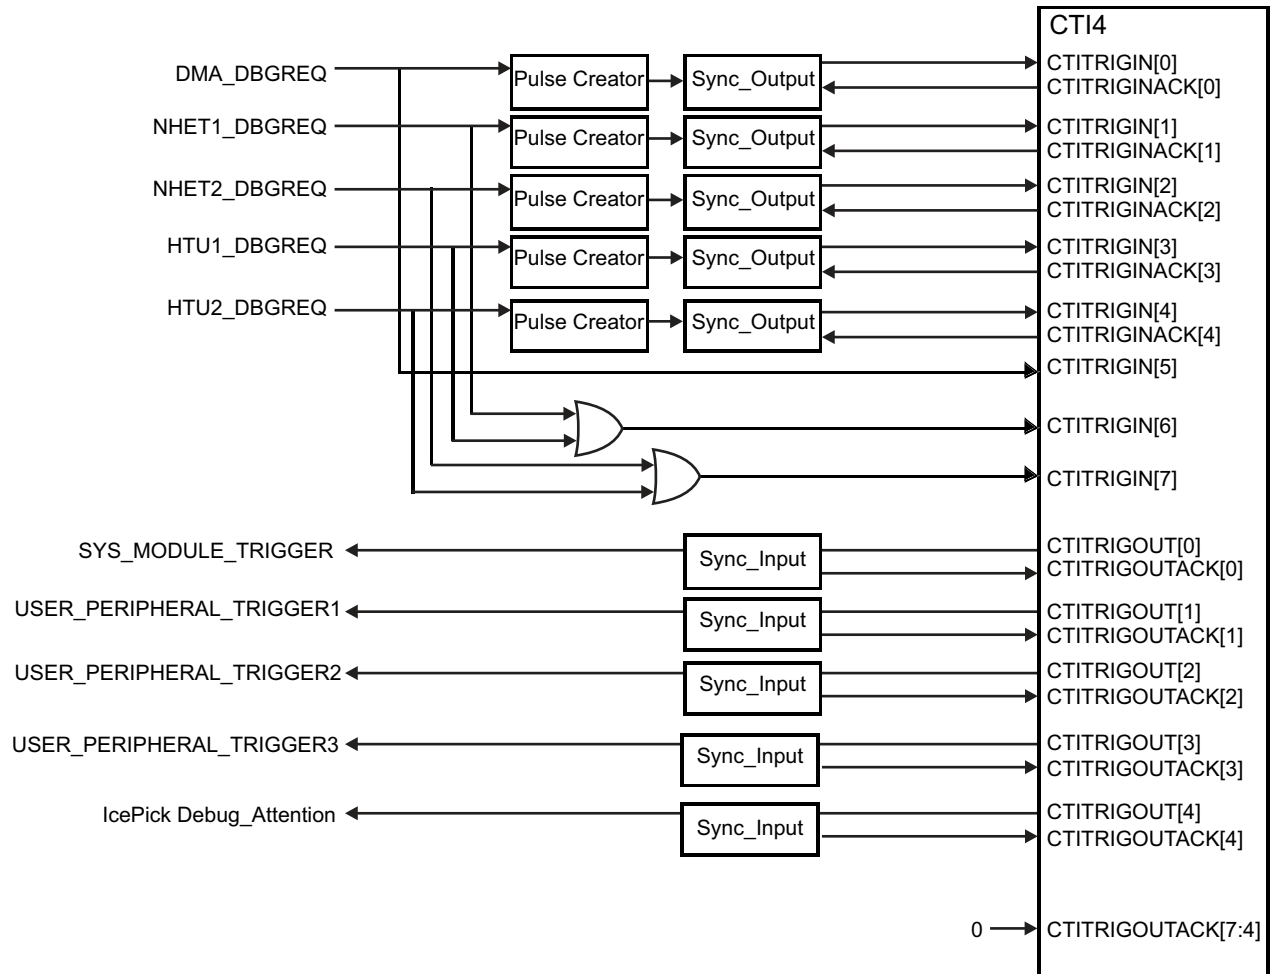 CTI4
DMA_DBGREQ
Pulse Creator
Sync_Output
CTITRIGIN[0]
CTITRIGINACK[0]
NHET1_DBGREQ
Pulse Creator
Sync_Output
CTITRIGIN[1]
CTITRIGINACK[1]
NHET2_DBGREQ
Pulse Creator
Sync_Output
CTITRIGIN[2]
CTITRIGINACK[2]
HTU1_DBGREQ
Pulse Creator
Sync_Output
CTITRIGIN[3]
CTITRIGINACK[3]
HTU2_DBGREQ
Pulse Creator
Sync_Output
CTITRIGIN[4]
CTITRIGINACK[4]
CTITRIGIN[5]
CTITRIGIN[6]
CTITRIGIN[7]
SYS_MODULE_TRIGGER
Sync_Input
CTITRIGOUT[0]
CTITRIGOUTACK[0]
USER_PERIPHERAL_TRIGGER1
Sync_Input
CTITRIGOUT[1]
CTITRIGOUTACK[1]
USER_PERIPHERAL_TRIGGER2
Sync_Input
CTITRIGOUT[2]
CTITRIGOUTACK[2]
USER_PERIPHERAL_TRIGGER3
Sync_Input
CTITRIGOUT[3]
CTITRIGOUTACK[3]
IcePick Debug_Attention
Sync_Input
CTITRIGOUT[4]
CTITRIGOUTACK[4]
0
CTITRIGOUTACK[7:4]